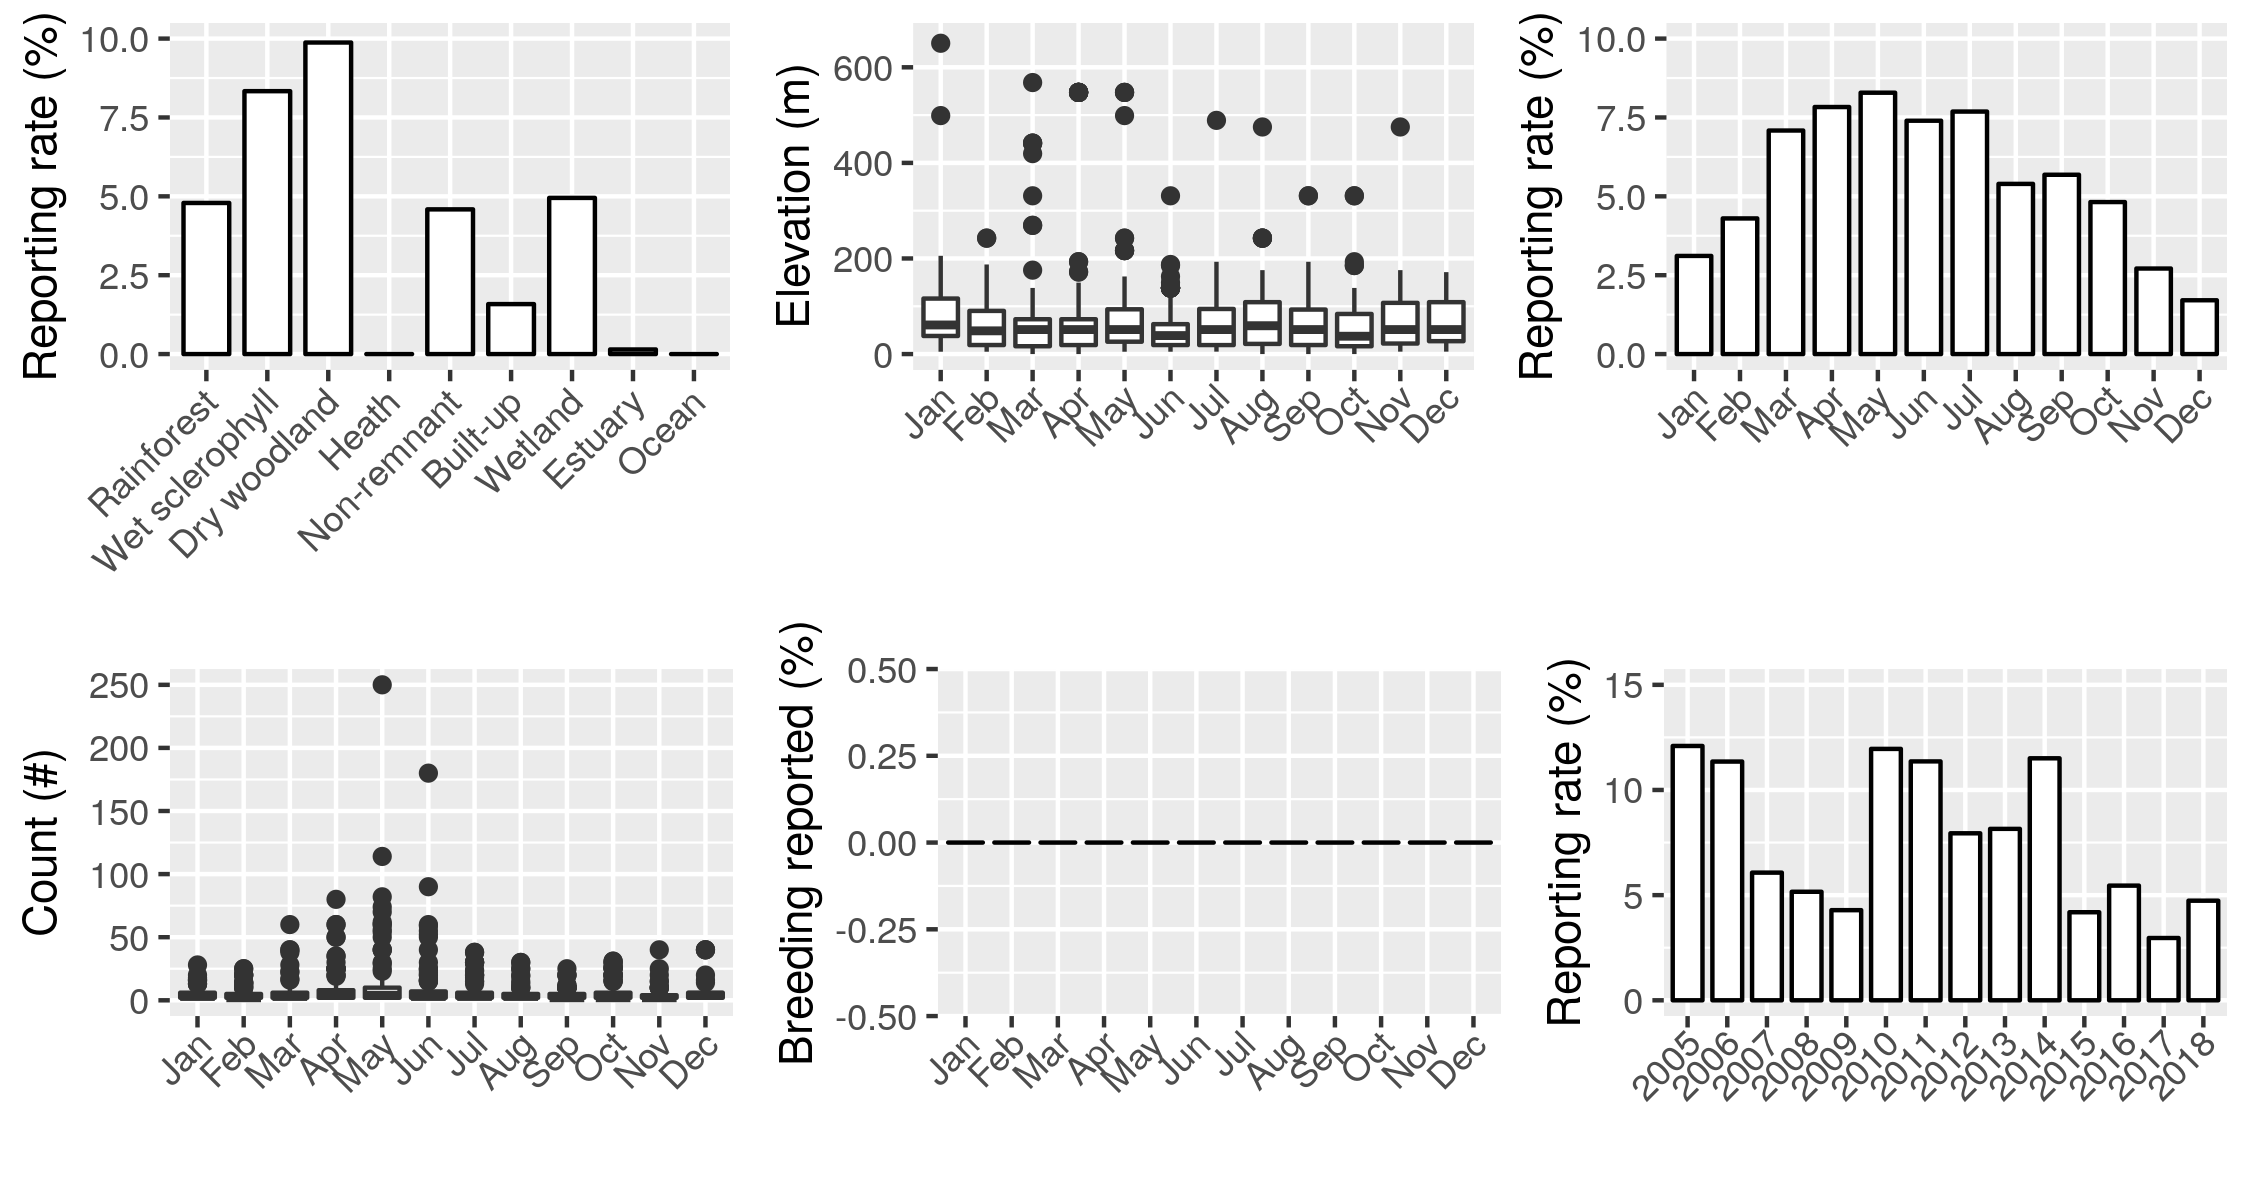 Reporting rate (%)
10.0
7.5
5.0
2.5
0.0
Rainforest
Wet sclerophyll
Dry woodland
Heath
Non-remnant
Built-up
Wetland
Estuary
Ocean
Elevation (m)
600
400
200
0
Jan
Feb
Mar
Apr
May
Jun
Jul
Aug
Sep
Oct
Nov
Dec
Reporting rate (%)
10.0
7.5
5.0
2.5
0.0
Jan
Feb
Mar
Apr
May
Jun
Jul
Aug
Sep
Oct
Nov
Dec
Count (#)
250
200
150
100
50
0
Jan
Feb
Mar
Apr
May
Jun
Jul
Aug
Sep
Oct
Nov
Dec
Breeding reported (%)
0.50
0.25
0.00
-0.25
-0.50
Jan
Feb
Mar
Apr
May
Jun
Jul
Aug
Sep
Oct
Nov
Dec
Reporting rate (%)
15
10
5
0
2005
2006
2007
2008
2009
2010
2011
2012
2013
2014
2015
2016
2017
2018